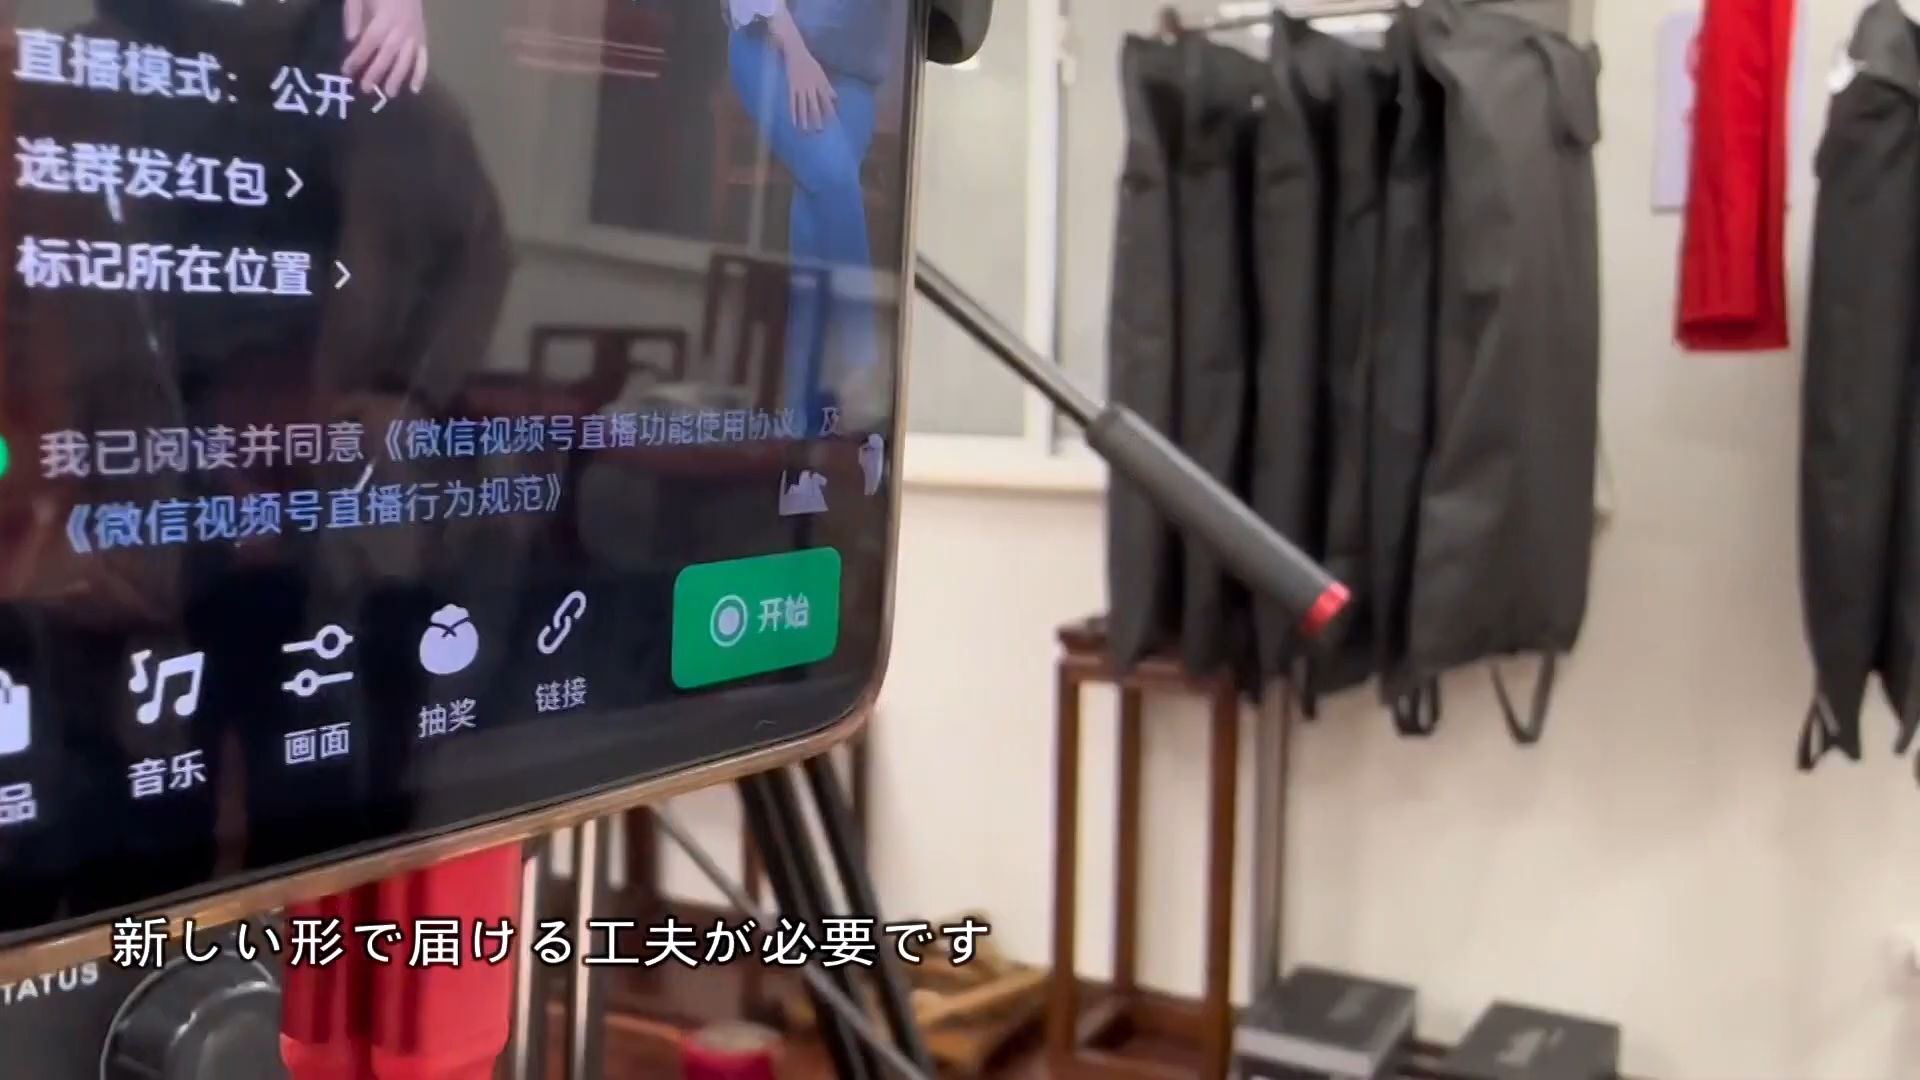 直播模式：公开 >
选群发红包 >
标记所在位置 >
我已阅读并同意《微信视频号直播功能使用协议》及
《微信视频号直播行为规范》
开始
品
音乐
画面
抽奖
链接
新しい形で届ける工夫が必要です
TATUS